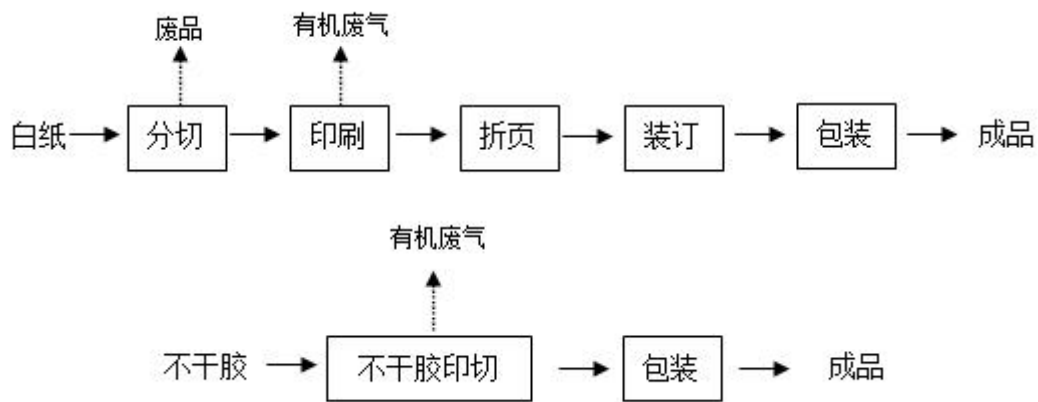 废品 有机废气
白纸 分切 印刷 折页 装订 包装 成品
有机废气
不干胶 不干胶印切 包装 成品